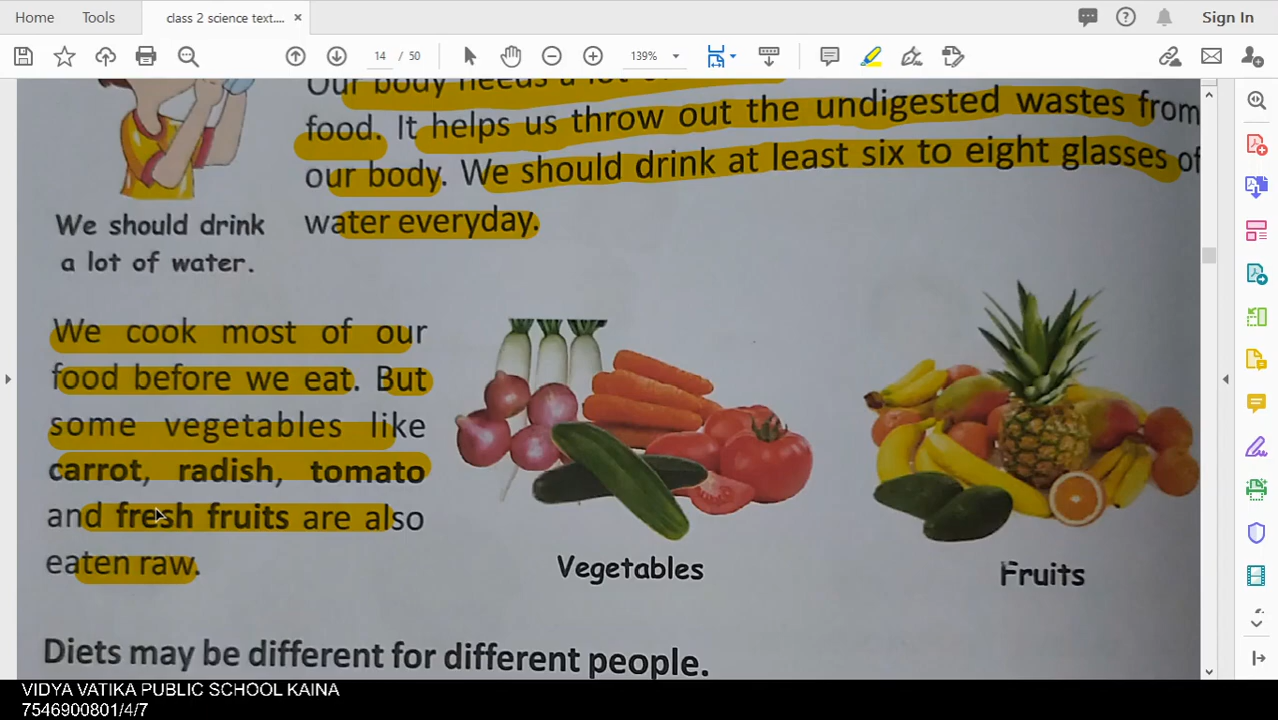 Home
Tools
class 2 science text....
Sign In
14 / 50
139%
Our body needs a lot
food. It helps us throw out the undigested wastes from
our body. We should drink at least six to eight glasses of
water everyday.
We should drink
a lot of water.
We cook most of our
food before we eat. But
some vegetables like
carrot, radish, tomato
and fresh fruits are also
eaten raw.
Vegetables
Fruits
Diets may be different for different people.
VIDYA VATIKA PUBLIC SCHOOL KAINA
7546900801/4/7